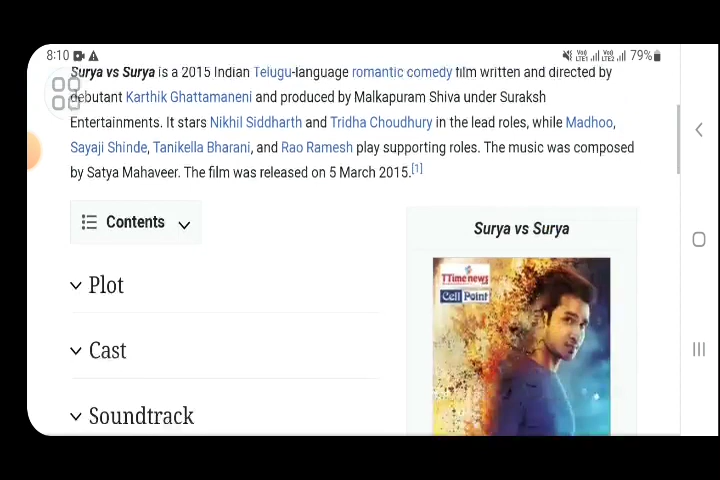 8:10
79%
Surya vs Surya is a 2015 Indian Telugu-language romantic comedy film written and directed by
debutant Karthik Ghattamaneni and produced by Malkapuram Shiva under Suraksh
Entertainments. It stars Nikhil Siddharth and Tridha Choudhury in the lead roles, while Madhoo,
Sayaji Shinde, Tanikella Bharani, and Rao Ramesh play supporting roles. The music was composed
by Satya Mahaveer. The film was released on 5 March 2015.[1]
Contents
Surya vs Surya
TTime news
Cell Point
Plot
Cast
Soundtrack